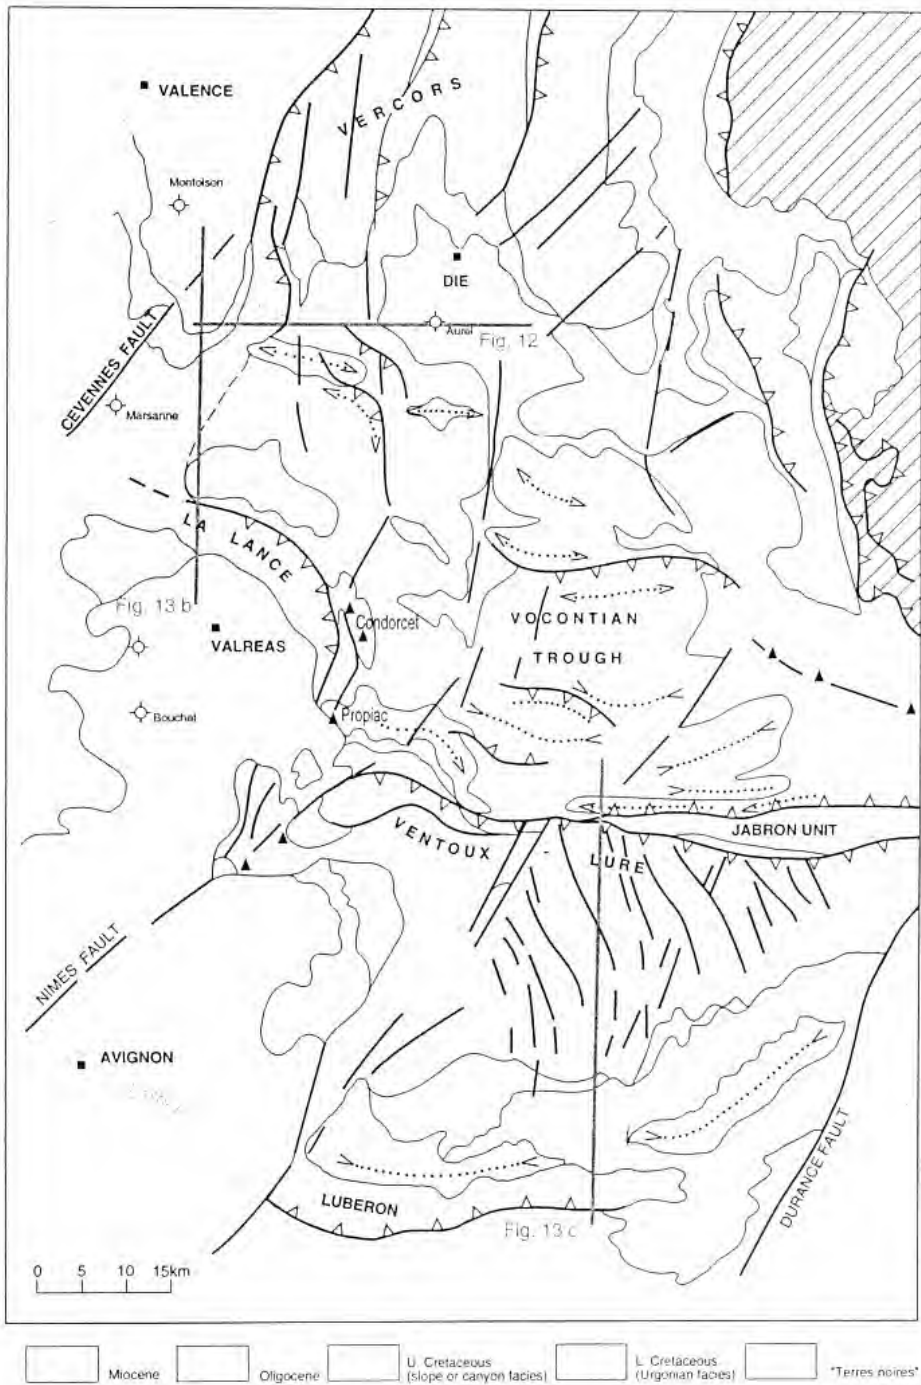 VALENCE
VERCORS
Montoison
DIE
Aurel
Fig. 12
CEVENNES FAULT
Marsanne
LA LANCE
Fig. 13 b
Condorcet
VOCONTIAN
TROUGH
VALREAS
Propiac
Bouchet
VENTOUX
LURE
JABRON UNIT
NIMES FAULT
AVIGNON
DURANCE FAULT
LUBERON
Fig. 13 c
0 5 10 15km
Miocene
Oligocene
U. Cretaceous
(slope or canyon facies)
L. Cretaceous
(Urgonian facies)
"Terres noires"